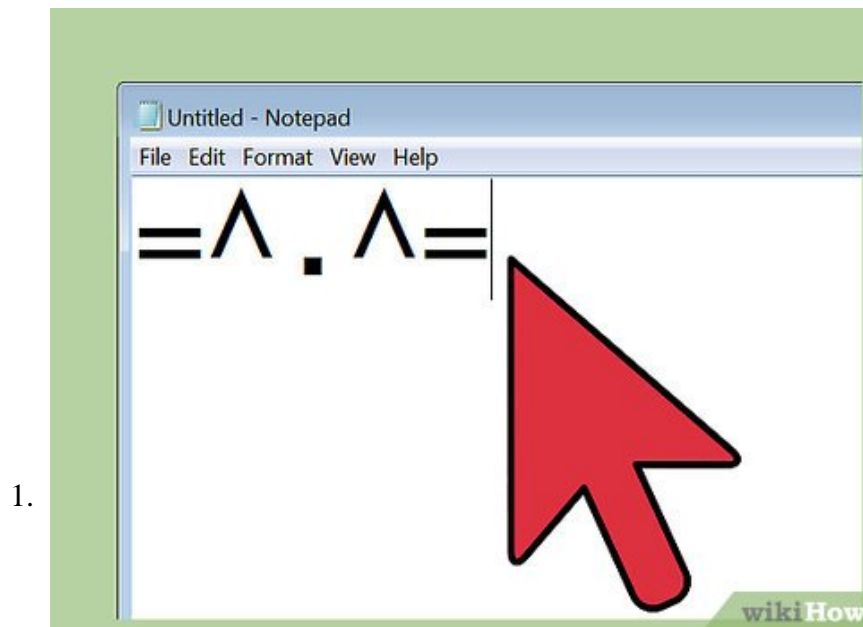 Untitled - Notepad
File Edit Format View Help
=^.^=
1.
wikiHow